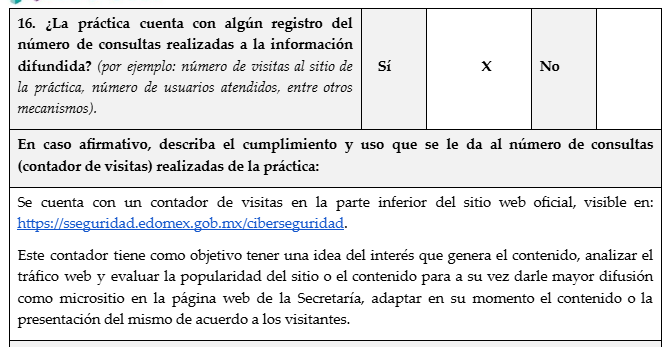 16. ¿La práctica cuenta con algún registro del
número de consultas realizadas a la información
difundida? (por ejemplo: número de visitas al sitio de
la práctica, número de usuarios atendidos, entre otros
mecanismos).
Sí
X
No
En caso afirmativo, describa el cumplimiento y uso que se le da al número de consultas
(contador de visitas) realizadas de la práctica:
Se cuenta con un contador de visitas en la parte inferior del sitio web oficial, visible en:
https://sseguridad.edomex.gob.mx/ciberseguridad.
Este contador tiene como objetivo tener una idea del interés que genera el contenido, analizar el
tráfico web y evaluar la popularidad del sitio o el contenido para a su vez darle mayor difusión
como micrositio en la página web de la Secretaría, adaptar en su momento el contenido o la
presentación del mismo de acuerdo a los visitantes.